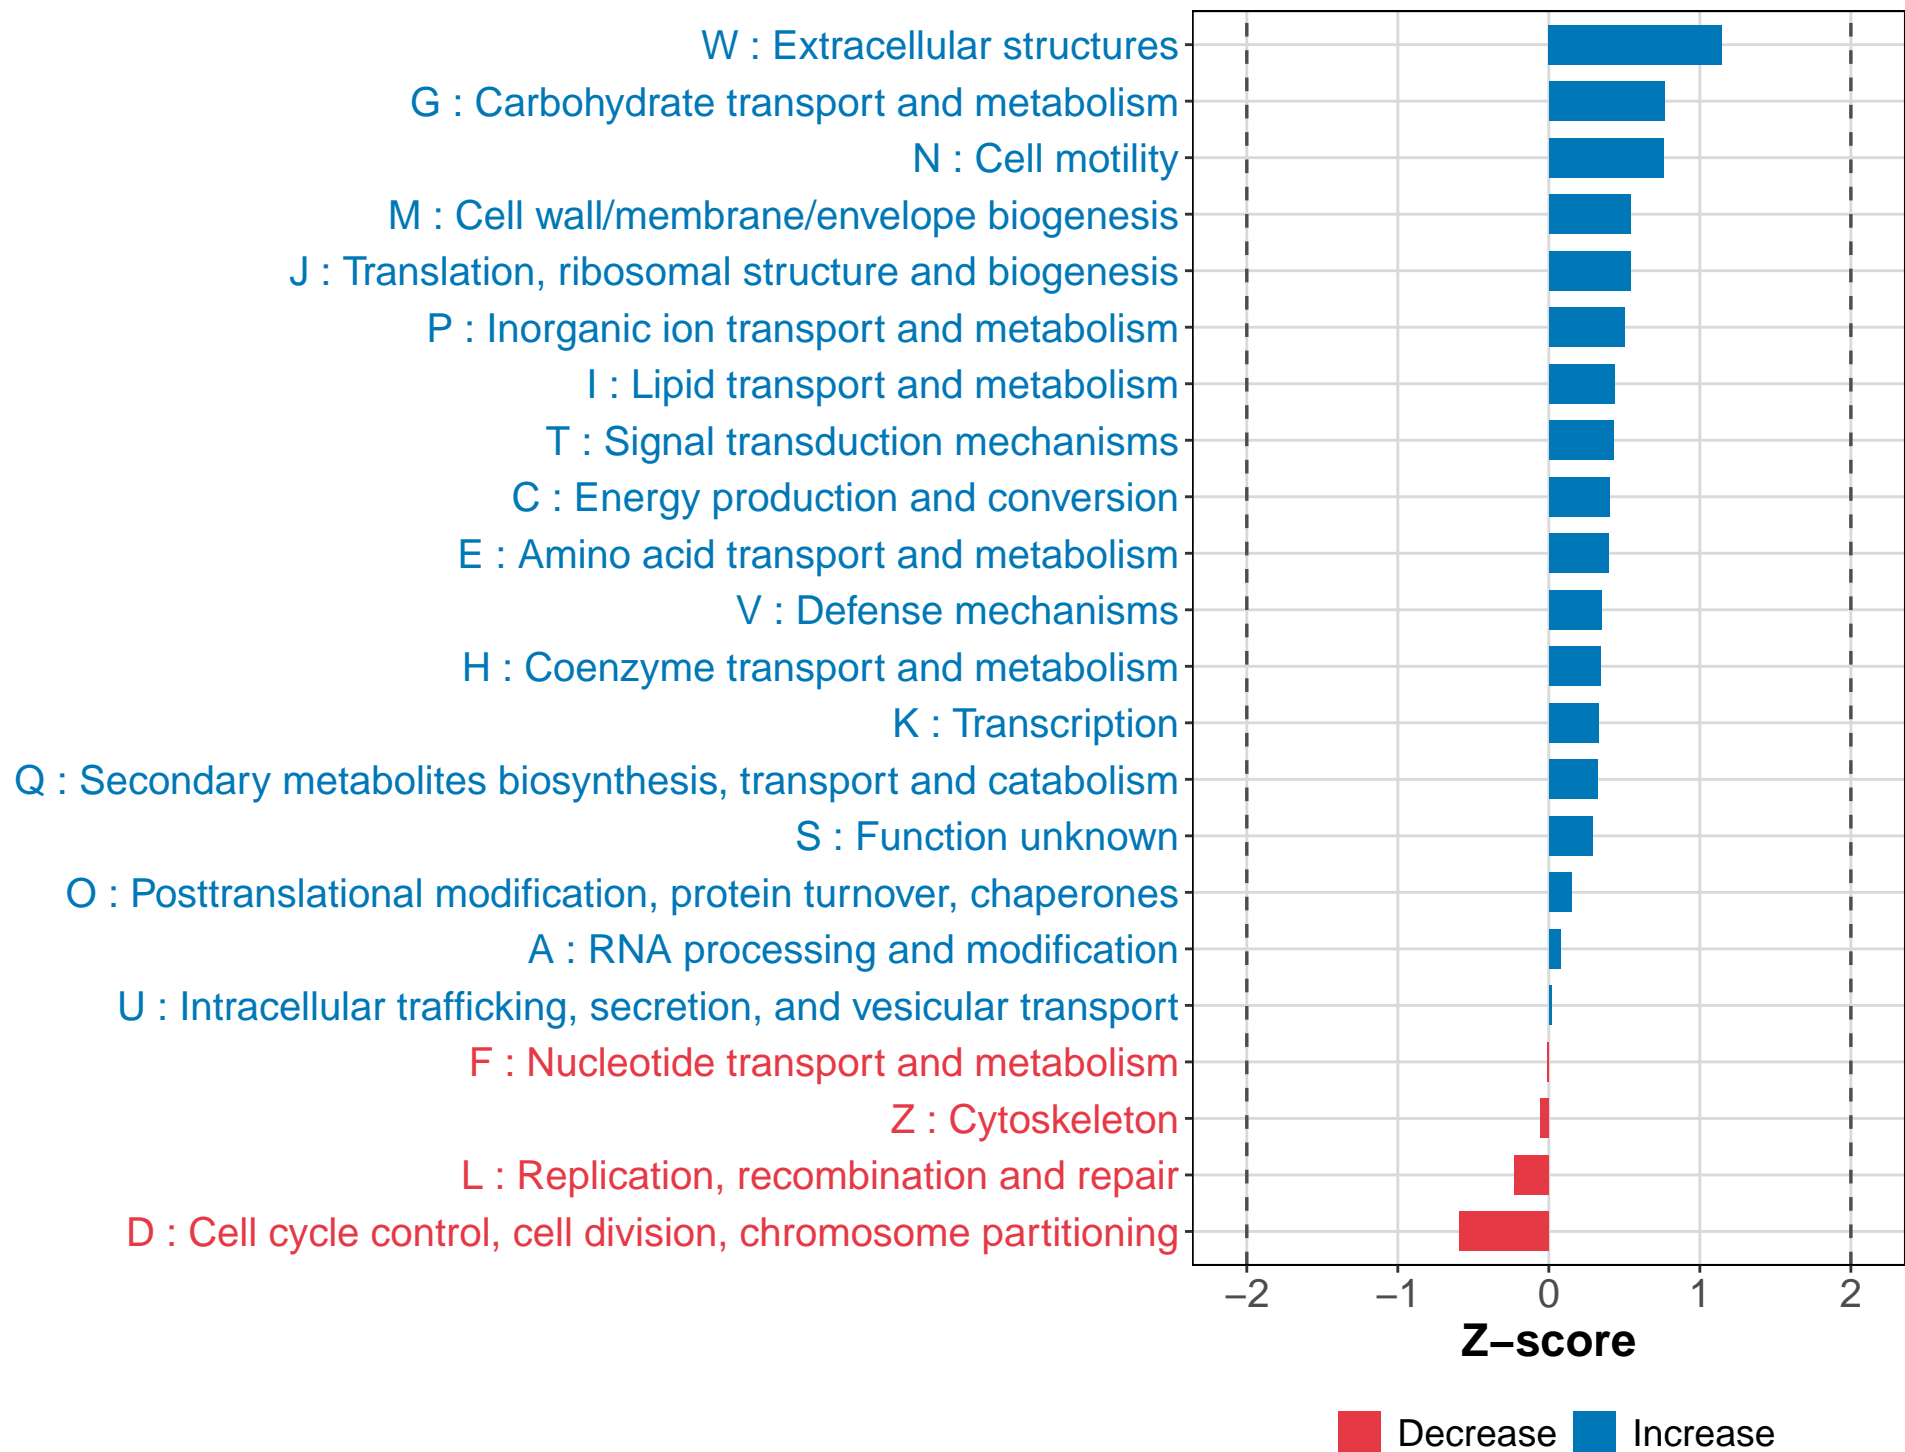 W : Extracellular structures
G : Carbohydrate transport and metabolism
N : Cell motility
M : Cell wall/membrane/envelope biogenesis
J : Translation, ribosomal structure and biogenesis
P : Inorganic ion transport and metabolism
I : Lipid transport and metabolism
T : Signal transduction mechanisms
C : Energy production and conversion
E : Amino acid transport and metabolism
V : Defense mechanisms
H : Coenzyme transport and metabolism
K : Transcription
Q : Secondary metabolites biosynthesis, transport and catabolism
S : Function unknown
O : Posttranslational modification, protein turnover, chaperones
A : RNA processing and modification
U : Intracellular trafficking, secretion, and vesicular transport
F : Nucleotide transport and metabolism
Z : Cytoskeleton
L : Replication, recombination and repair
D : Cell cycle control, cell division, chromosome partitioning
−2 −1 0 1 2
Z−score
Decrease Increase